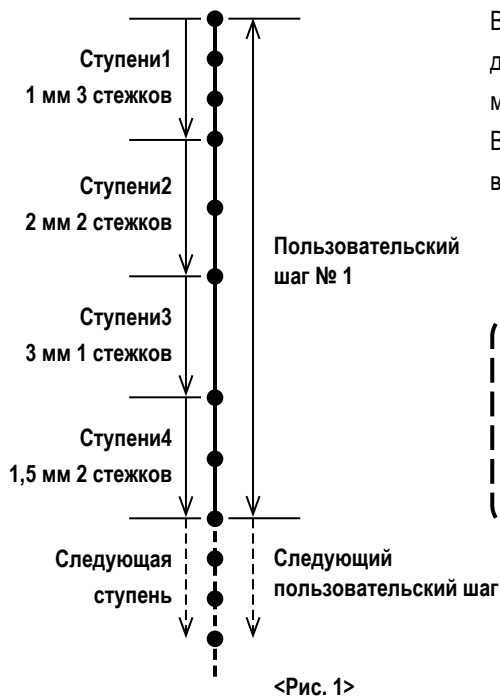 Ступени1
1 мм 3 стежков
Ступени2
2 мм 2 стежков
Пользовательский
шаг № 1
Ступени3
3 мм 1 стежков
Ступени4
1,5 мм 2 стежков
Следующая
ступень
Следующий
пользовательский шаг
<Рис. 1>